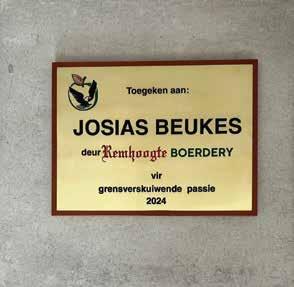 Toegeken aan:
JOSIAS BEUKES
deur Remhoogte BOERDERY
vir
grensverskuiwende passie
2024